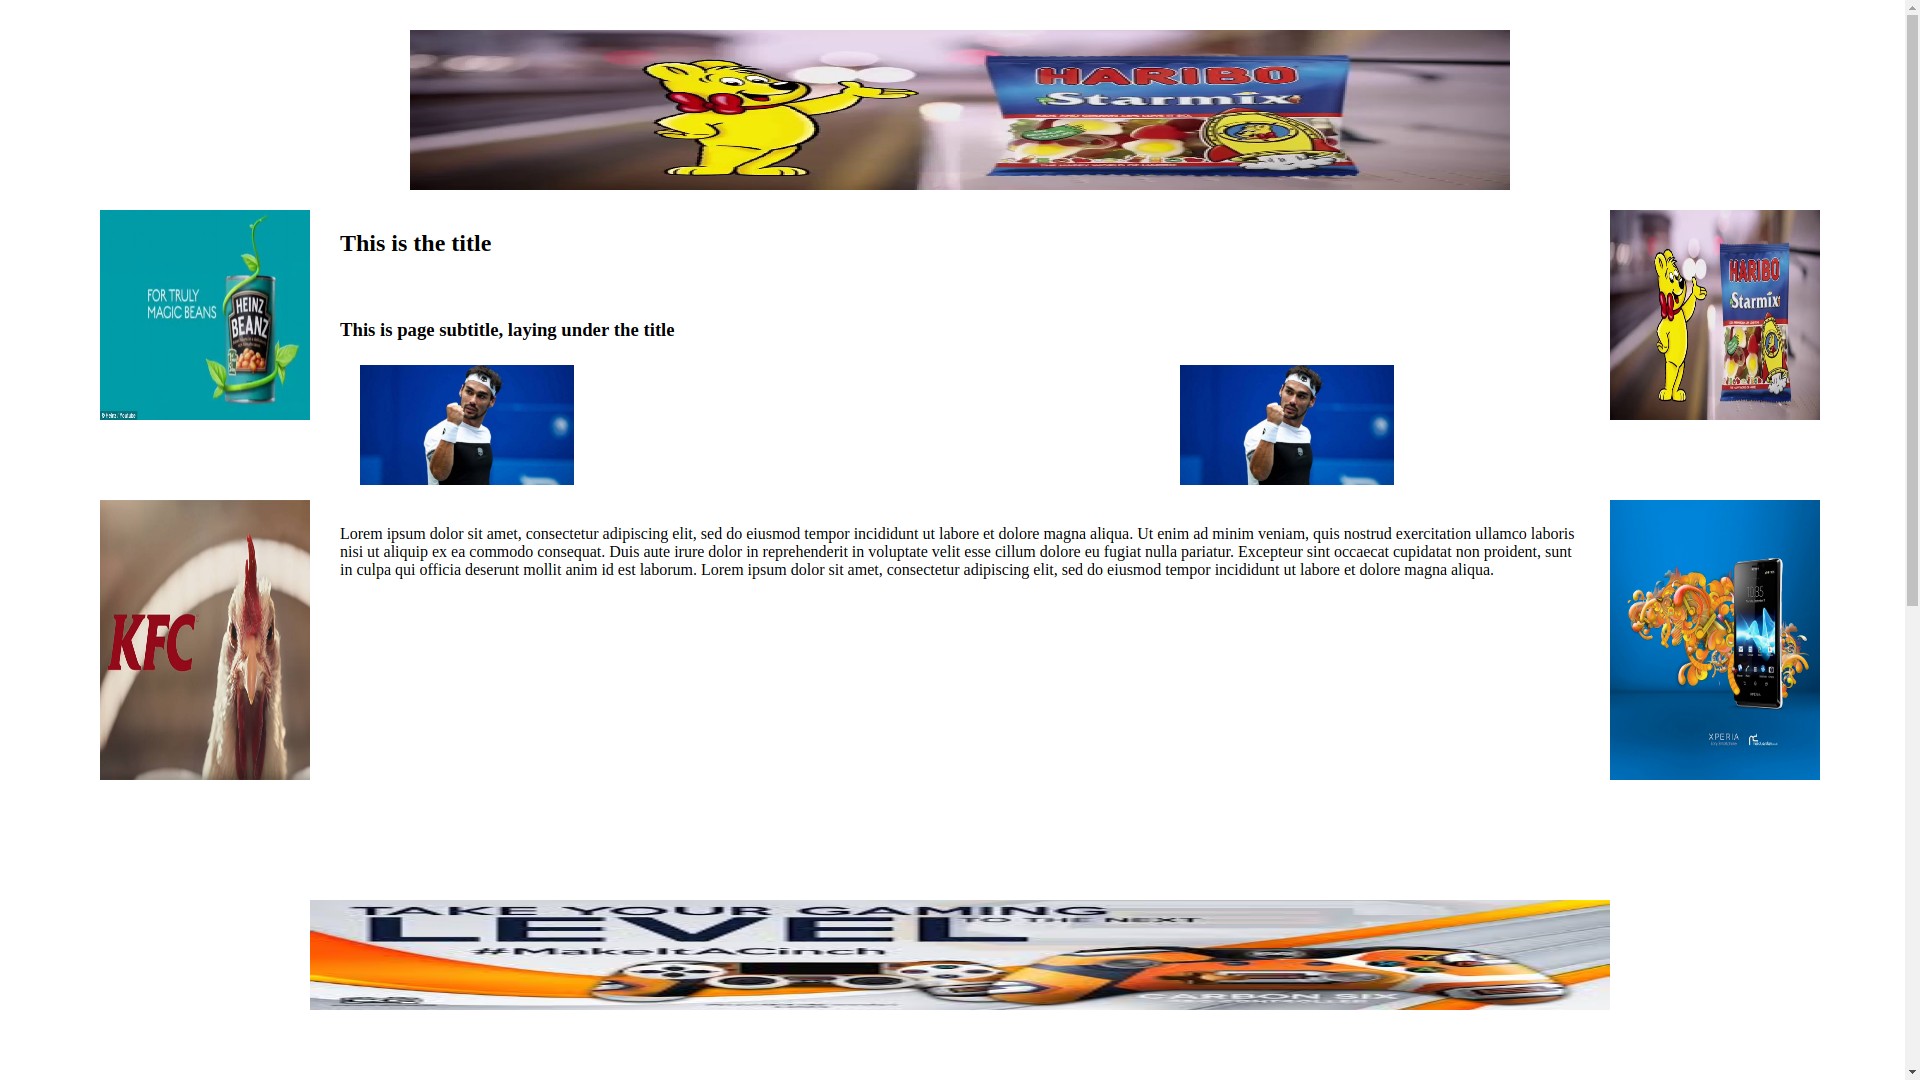 HARIBO
Starmix
This is the title
FOR TRULY
MAGIC BEANS
HEINZ
BEANZ
© Heinz / Youtube
HARIBO
Starmix
This is page subtitle, laying under the title
Lorem ipsum dolor sit amet, consectetur adipiscing elit, sed do eiusmod tempor incididunt ut labore et dolore magna aliqua. Ut enim ad minim veniam, quis nostrud exercitation ullamco laboris
nisi ut aliquip ex ea commodo consequat. Duis aute irure dolor in reprehenderit in voluptate velit esse cillum dolore eu fugiat nulla pariatur. Excepteur sint occaecat cupidatat non proident, sunt
in culpa qui officia deserunt mollit anim id est laborum. Lorem ipsum dolor sit amet, consectetur adipiscing elit, sed do eiusmod tempor incididunt ut labore et dolore magna aliqua.
KFC
10:35
XPERIA
TAKE YOUR GAMING
LEVEL TO THE NEXT
#MakeItACinch
CARBON SIX